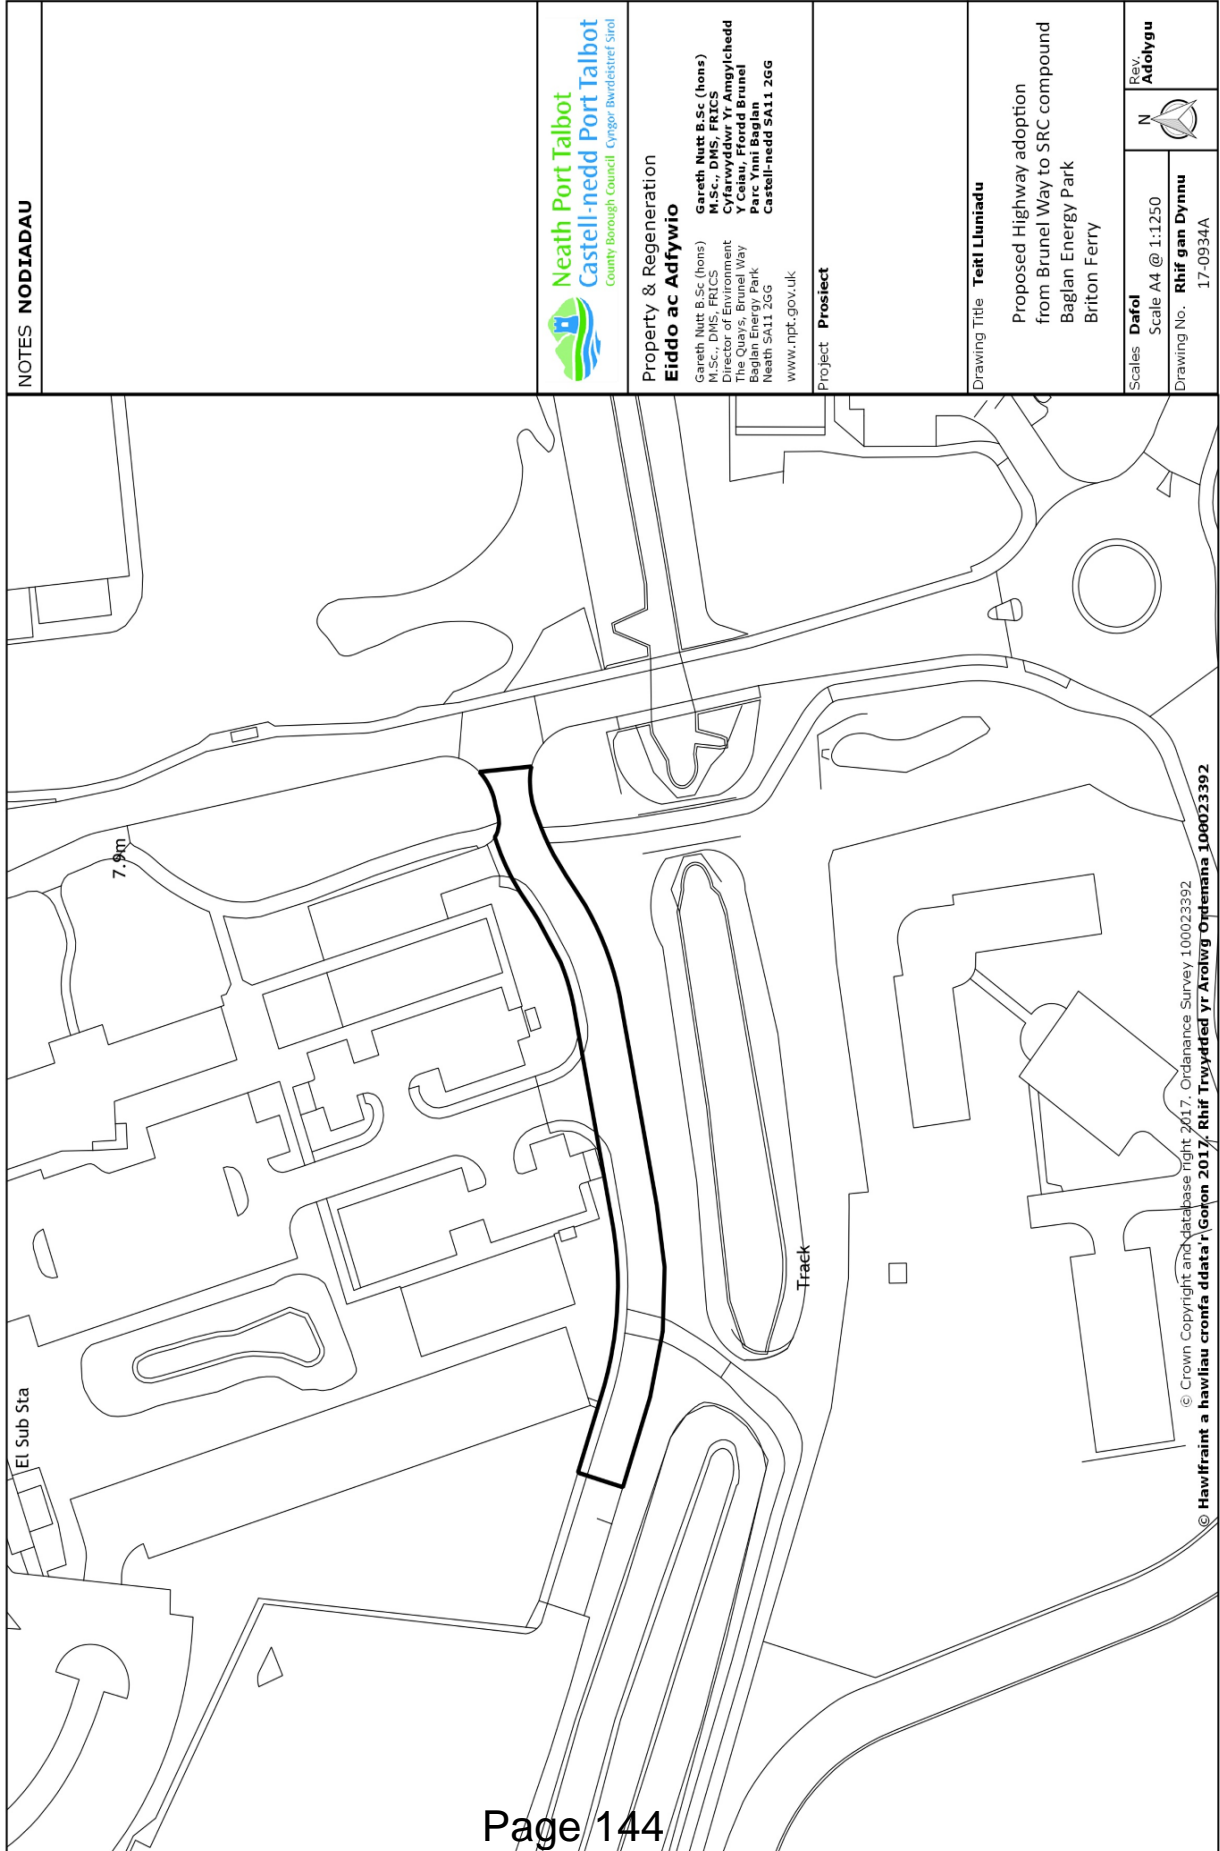 NOTES NODIADAU
Neath Port Talbot
Castell-nedd Port Talbot
County Borough Council Cyngor Bwrdeistref Sirol
Property & Regeneration
Eiddo ac Adfywio
Gareth Nutt B.Sc (hons)
M.Sc., DMS, FRICS
Director of Environment
The Quays, Brunel Way
Baglan Energy Park
Neath SA11 2GG
Gareth Nutt B.Sc (hons)
M.Sc., DMS, FRICS
Cyfarwyddwr Yr Amgylchedd
Y Ceiau, Ffordd Brunel
Parc Ynni Baglan
Castell-nedd SA11 2GG
www.npt.gov.uk
Project Prosiect
Drawing Title Teitl Lluniadu
Proposed Highway adoption
from Brunel Way to SRC compound
Baglan Energy Park
Briton Ferry
Scales Dafol
Scale A4 @ 1:1250
N
Rev.
Adolygu
Drawing No. Rhif gan Dynnu
17-0934A
7.9m
El Sub Sta
Track
© Crown Copyright and database right 2017. Ordanance Survey 100023392
© Hawlfraint a hawliau cronfa ddata'r Goron 2017. Rhif Trwydded yr Arolwg Ordenana 100023392
Page 144